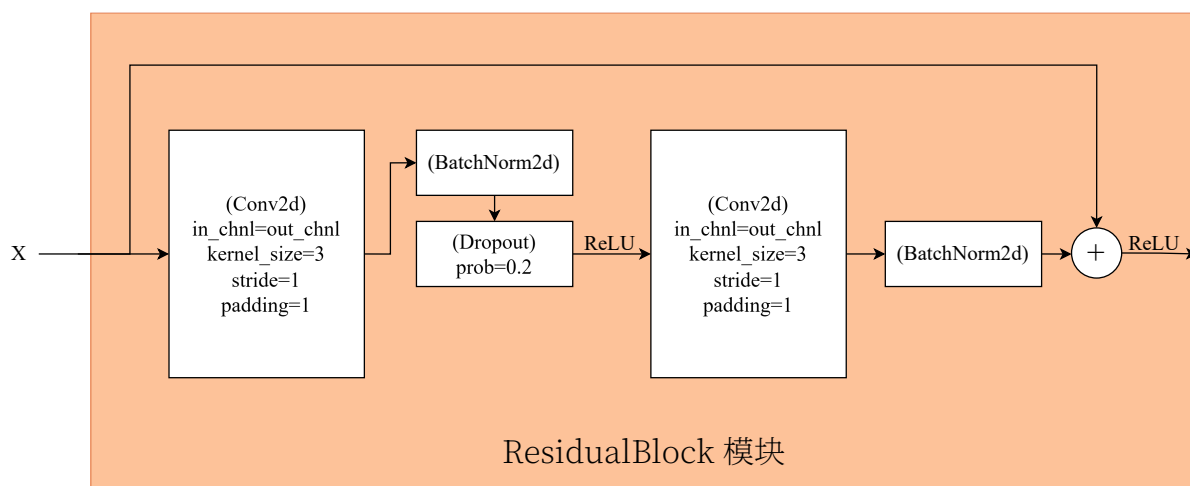 X
(Conv2d)
in_chnl=out_chnl
kernel_size=3
stride=1
padding=1
(BatchNorm2d)
(Dropout)
prob=0.2
ReLU
(Conv2d)
in_chnl=out_chnl
kernel_size=3
stride=1
padding=1
(BatchNorm2d)
+
ReLU
ResidualBlock 模块